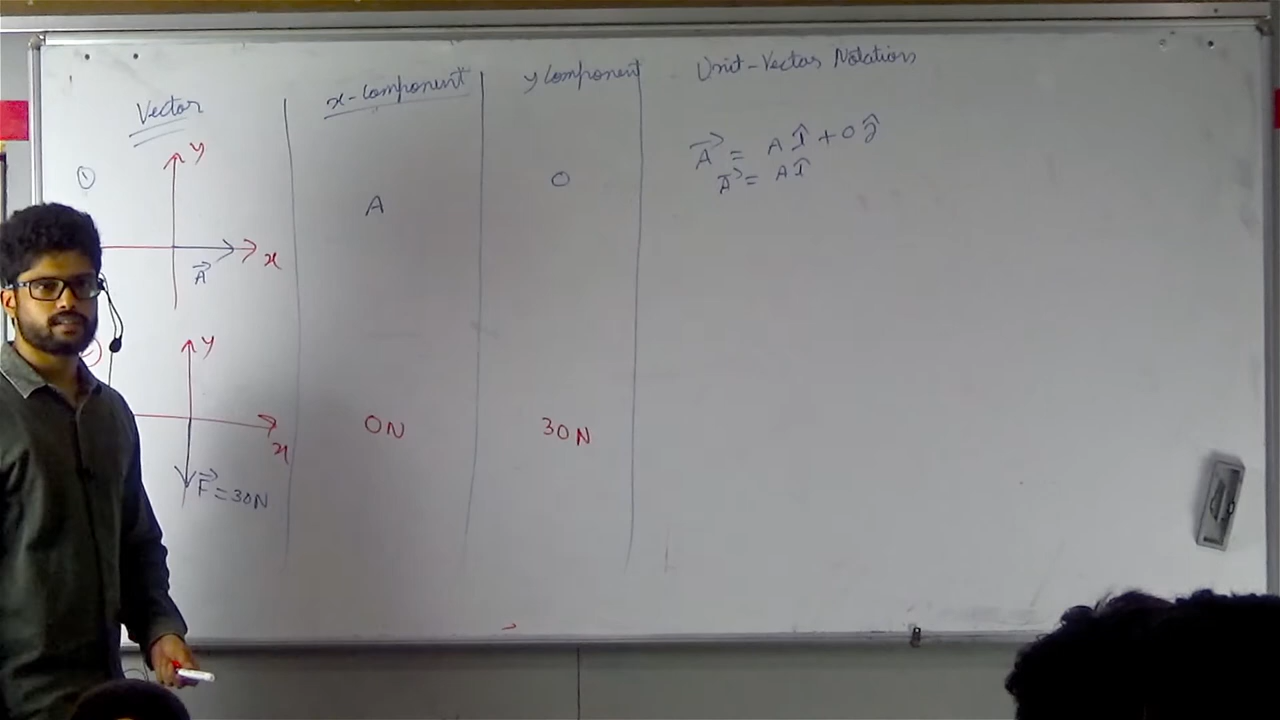 Vector
x-Component
y Component
Unit-Vector Notation
①
y
x
A⃗
A
0
A⃗ = A î + 0 ĵ
A⃗ = A î
y
x
F⃗ = 30N
0N
30N